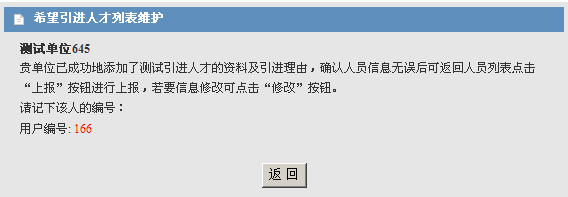 希望引进人才列表维护
测试单位645
贵单位已成功地添加了测试引进人才的资料及引进理由，确认人员信息无误后可返回人员列表点击
“上报”按钮进行上报，若要信息修改可点击“修改”按钮。
请记下该人的编号：
用户编号: 166
返 回